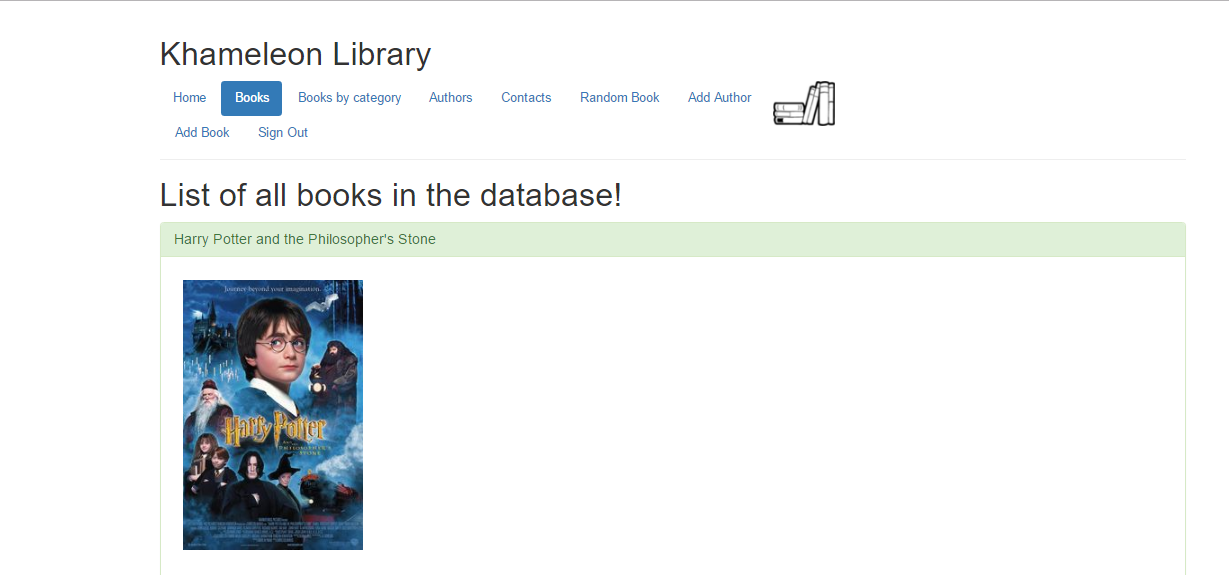 Khameleon Library
Home Books Books by category Authors Contacts Random Book Add Author
Add Book Sign Out
List of all books in the database!
Harry Potter and the Philosopher's Stone
Journey beyond your imagination.
Harry Potter
AND THE
PHILOSOPHER'S
STONE